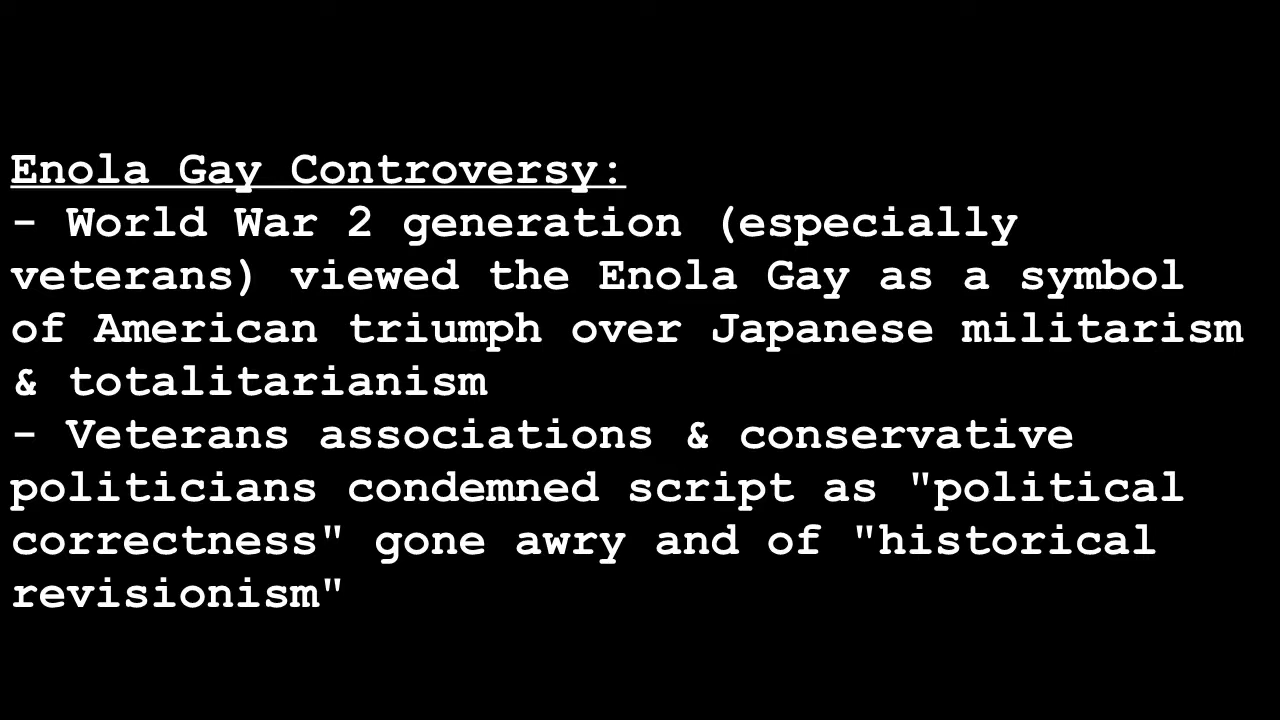 Enola Gay Controversy:
- World War 2 generation (especially
veterans) viewed the Enola Gay as a symbol
of American triumph over Japanese militarism
& totalitarianism
- Veterans associations & conservative
politicians condemned script as "political
correctness" gone awry and of "historical
revisionism"